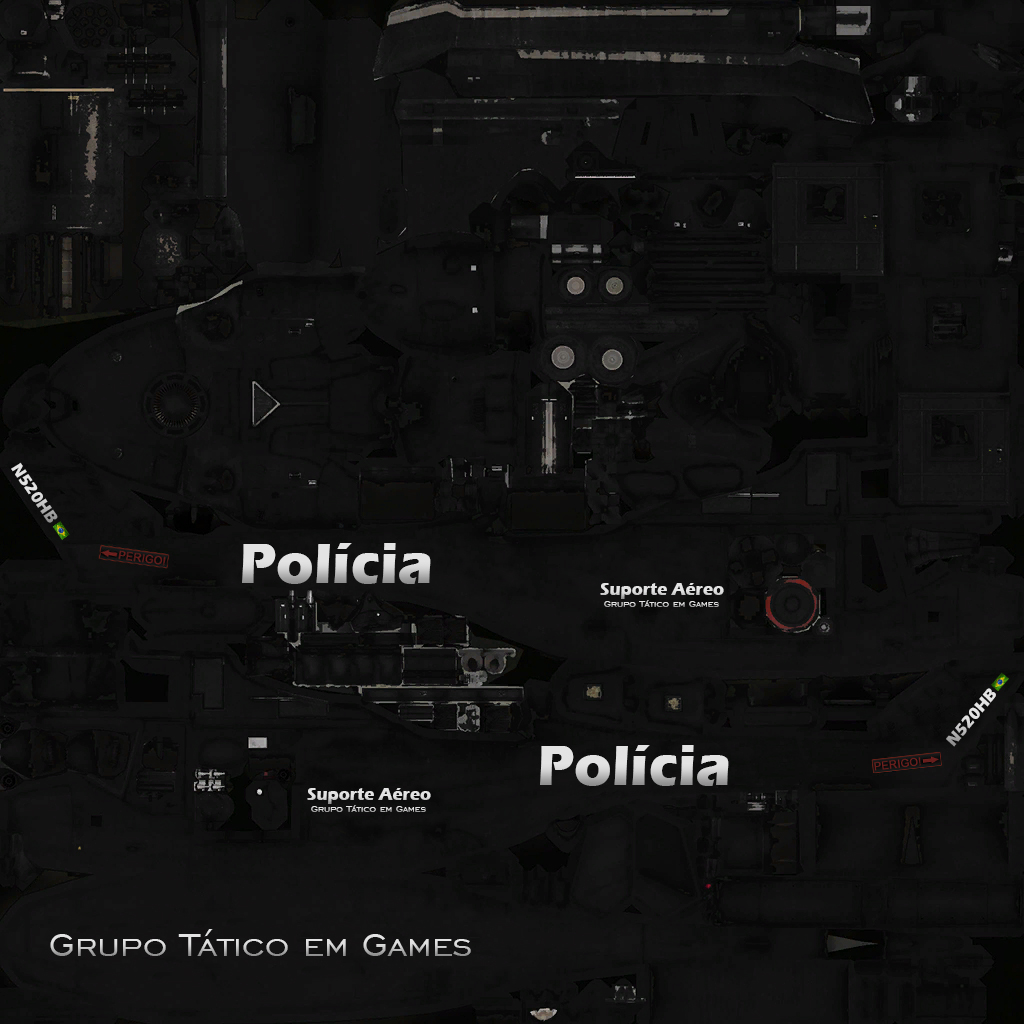 N520HB
PERIGO!
Polícia
Suporte Aéreo
Grupo Tático em Games
N520HB
Polícia
PERIGO!
Suporte Aéreo
Grupo Tático em Games
Grupo Tático em Games